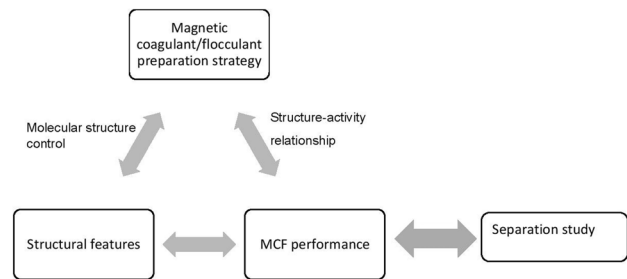 Magnetic
coagulant/flocculant
preparation strategy
Molecular structure
control
Structure-activity
relationship
Structural features
MCF performance
Separation study